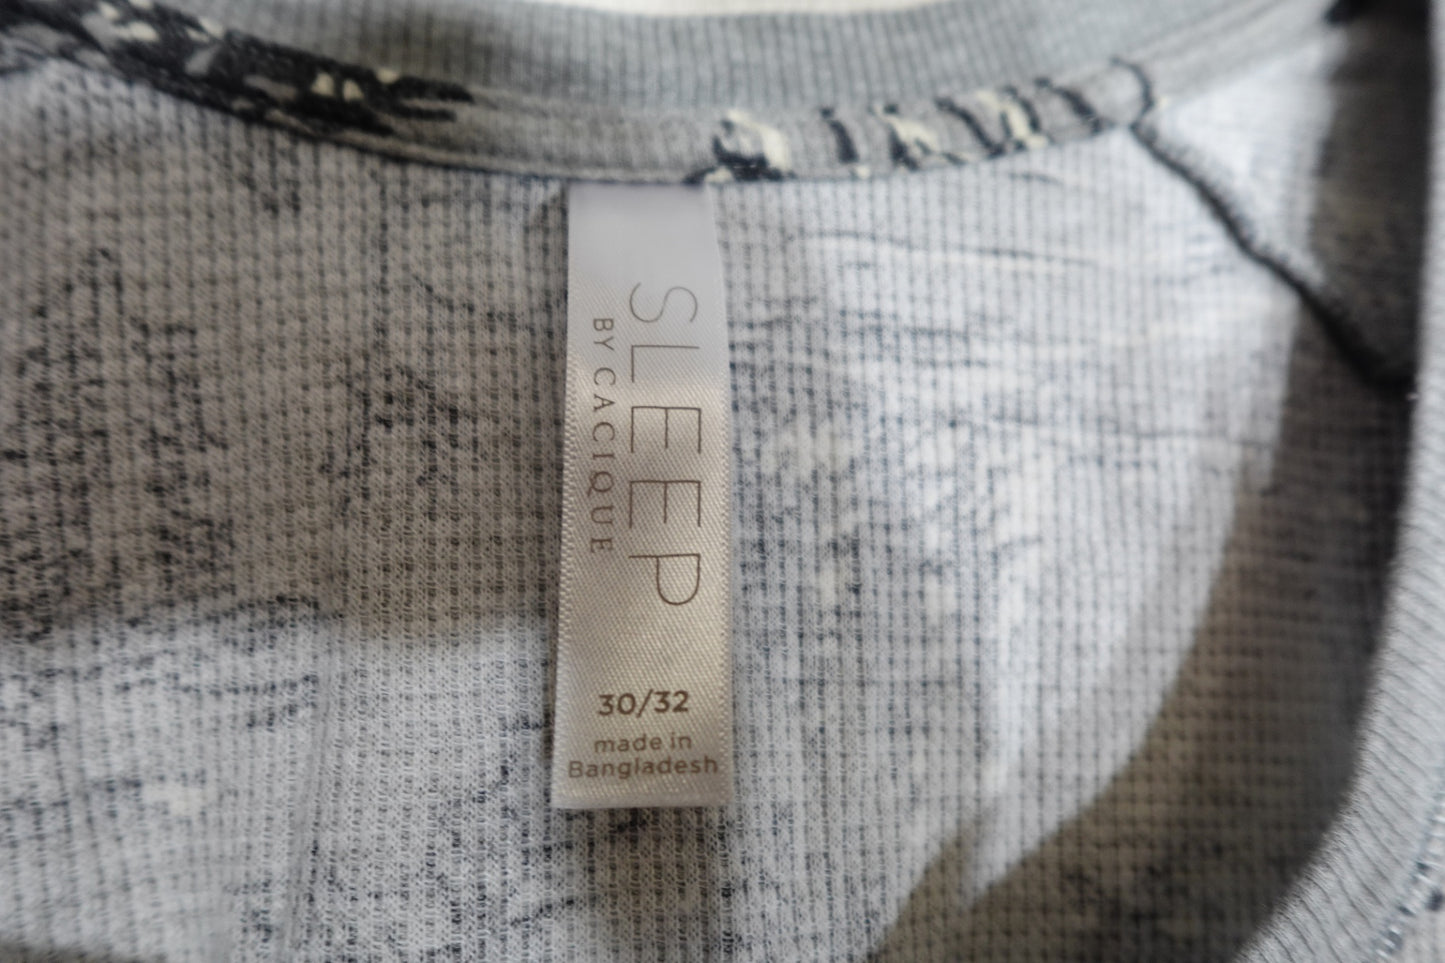 SLEEP
BY CACIQUE
30/32
made in
Bangladesh